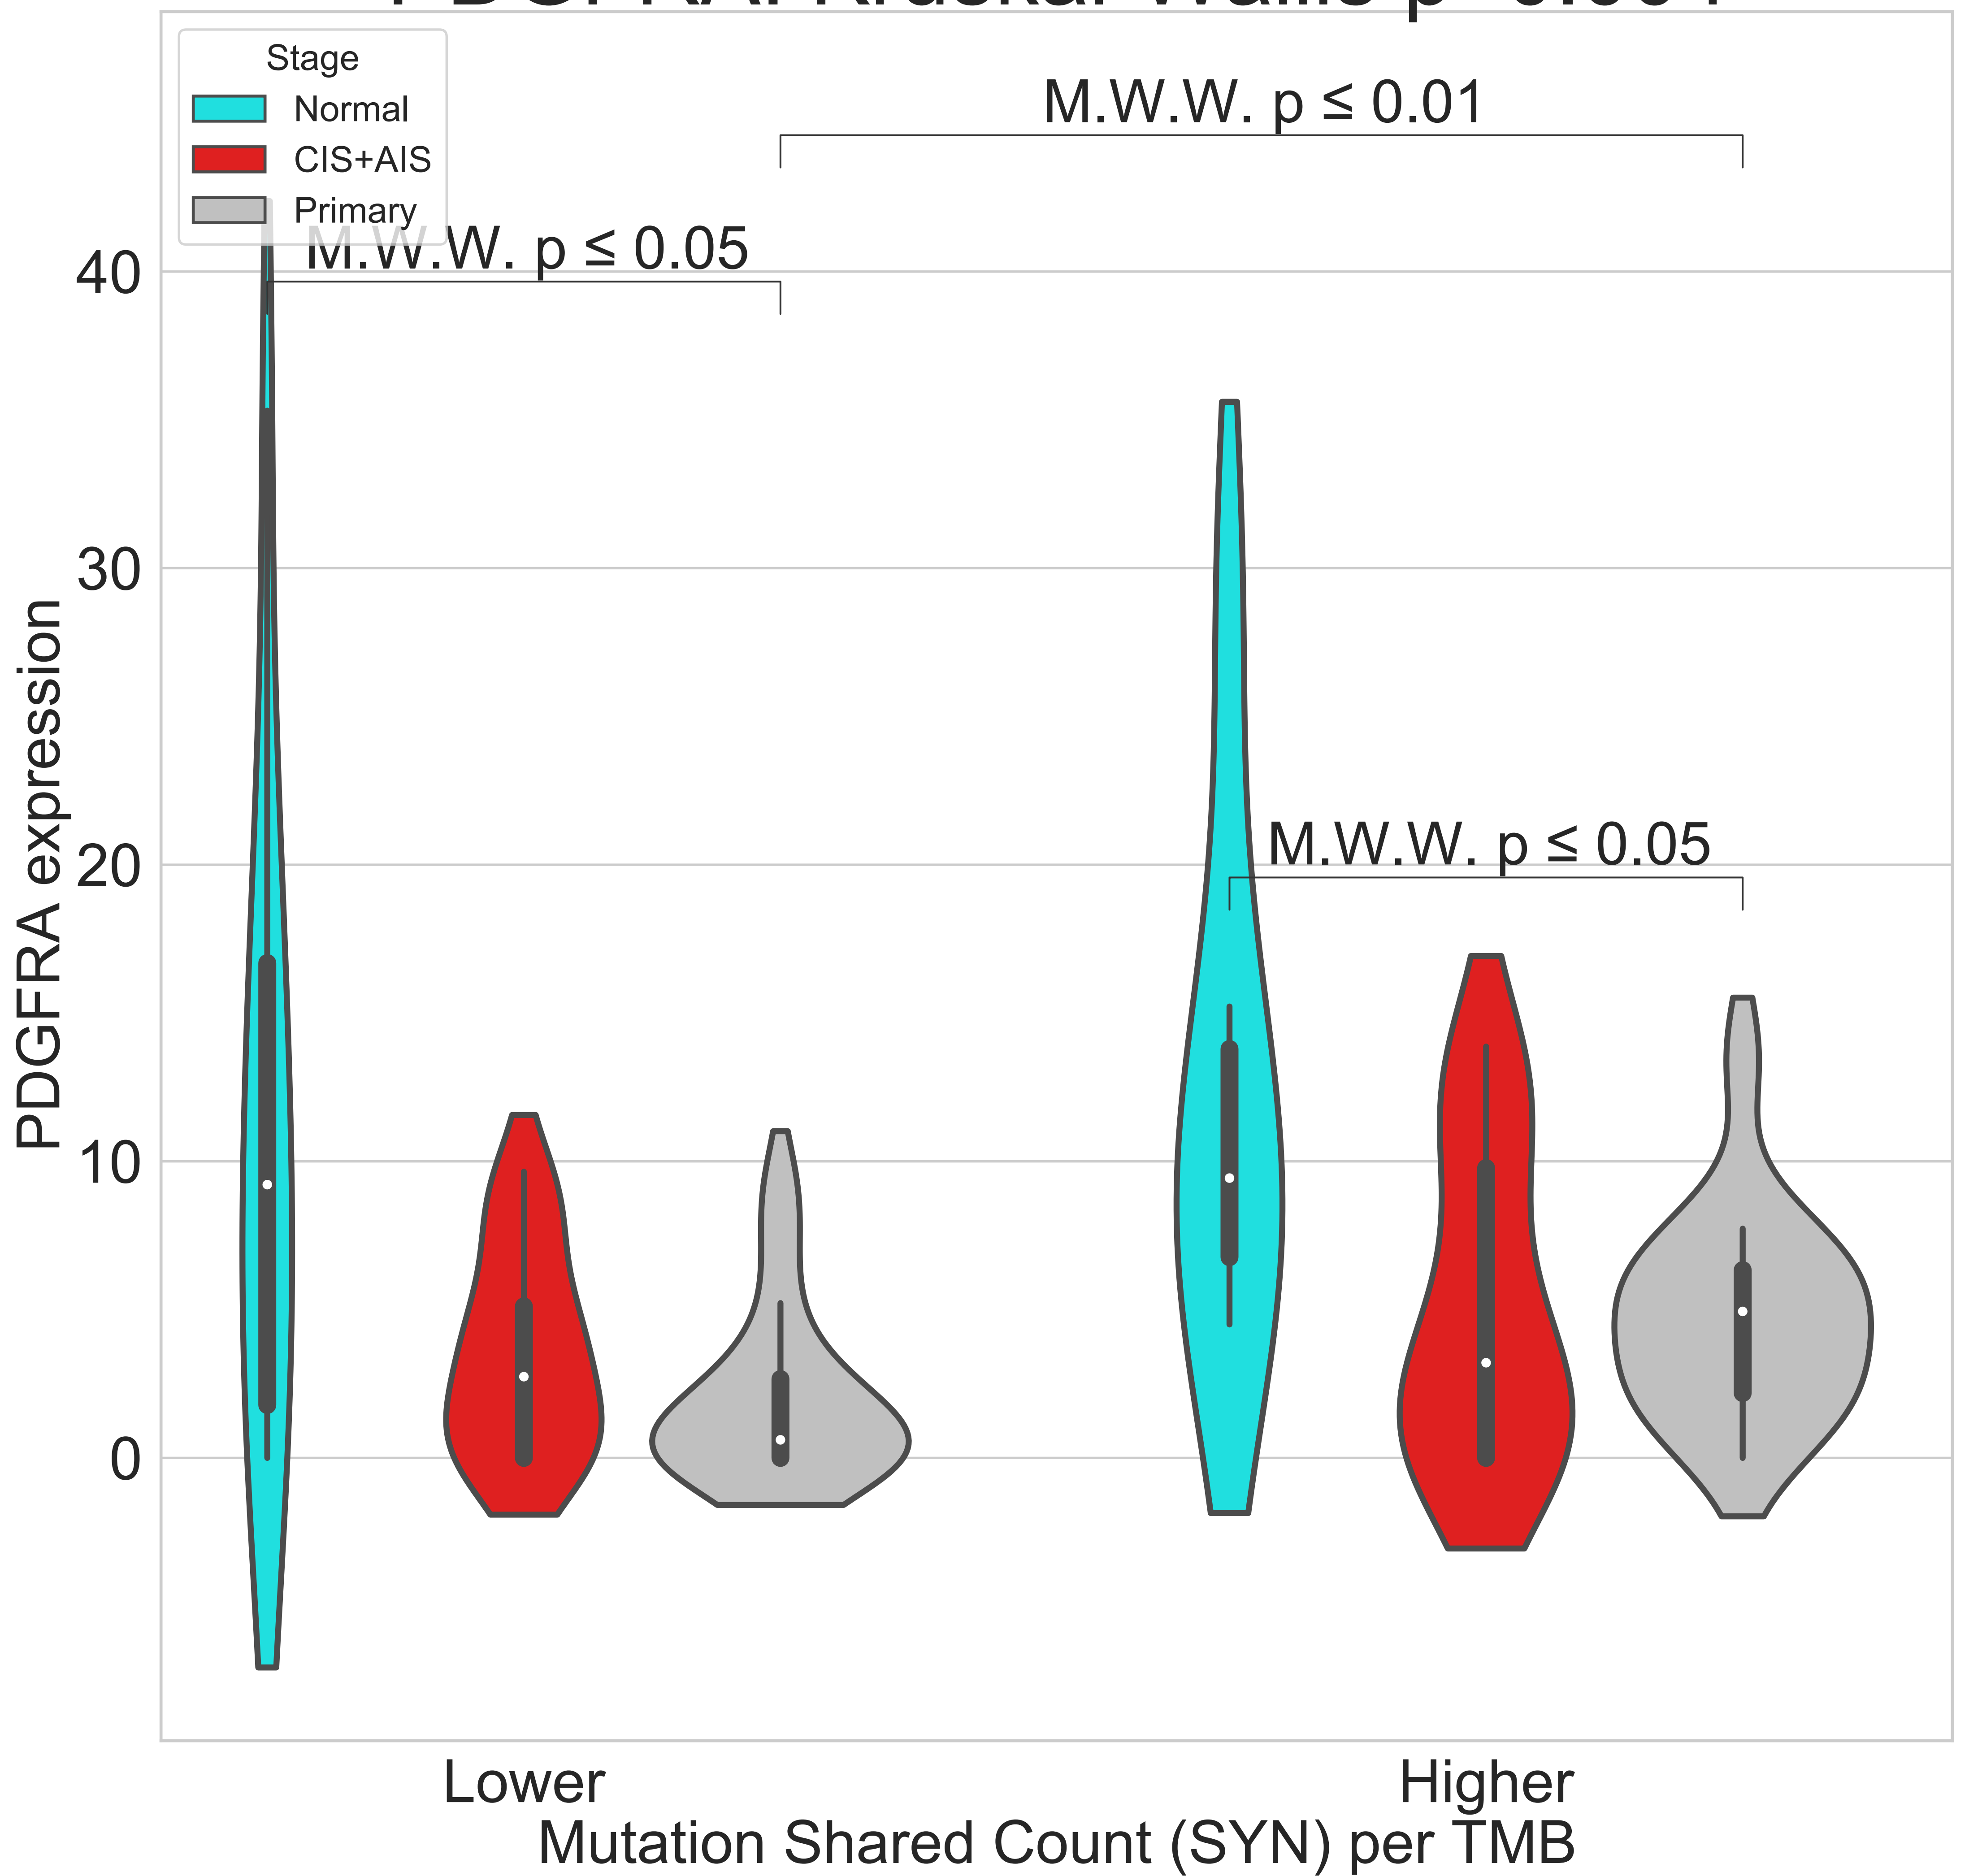 Stage
Normal
CIS+AIS
Primary
M.W.W. p ≤ 0.01
M.W.W. p ≤ 0.05
M.W.W. p ≤ 0.05
40
30
20
10
0
PDGFRA expression
Lower
Higher
Mutation Shared Count (SYN) per TMB